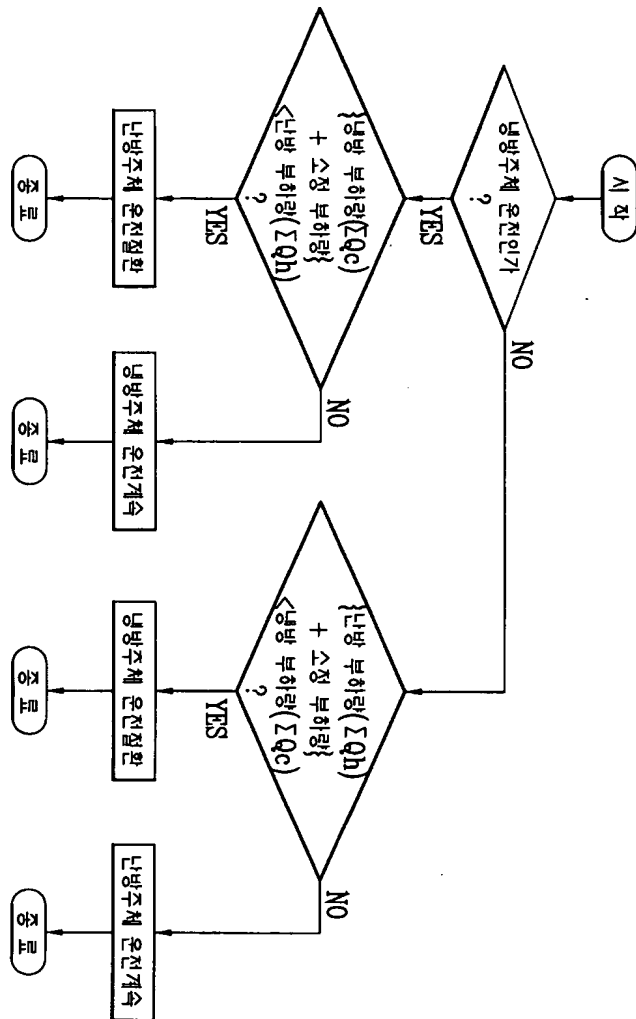 시 작
냉방주체 운전인가
?
YES
NO
{냉방 부하량(ΣQc)
+ 소정 부하량}
<난방 부하량(ΣQh)
?
YES
NO
난방주체 운전절환
종 료
냉방주체 운전계속
종 료
{난방 부하량(ΣQh)
+ 소정 부하량}
<냉방 부하량(ΣQc)
?
YES
NO
냉방주체 운전절환
종 료
난방주체 운전계속
종 료